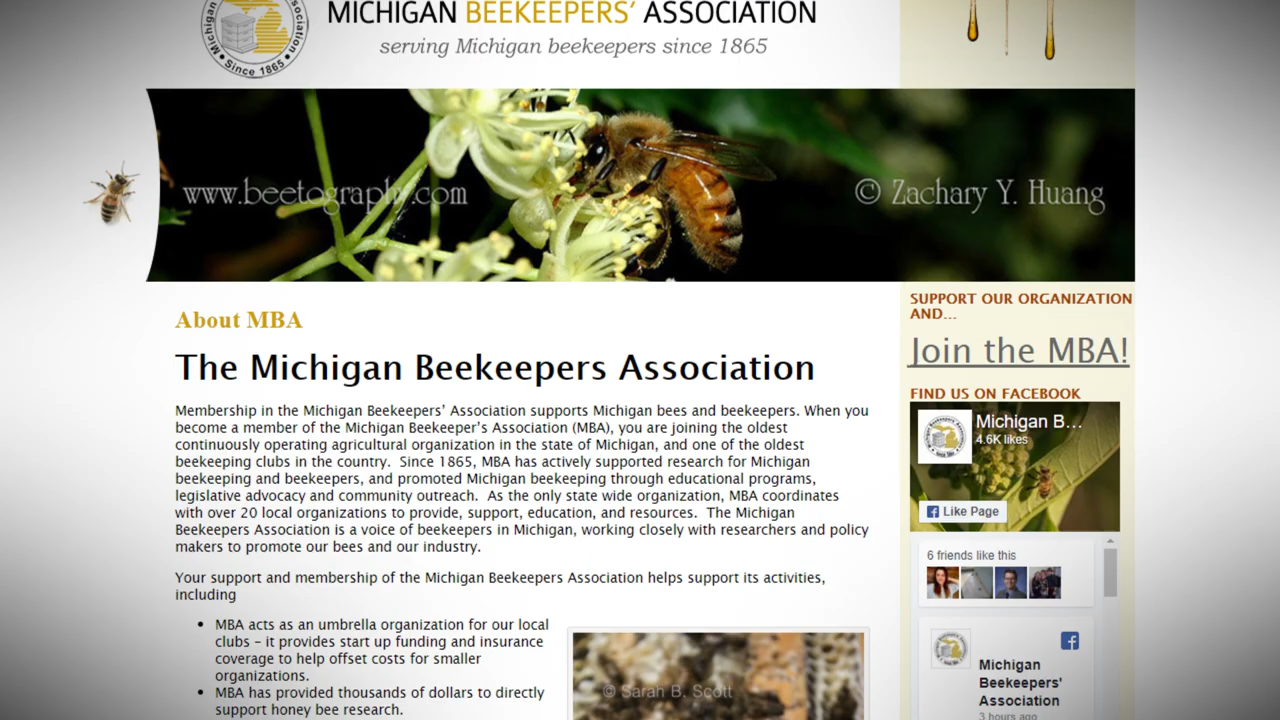 Michigan
Association
Since 1865
MICHIGAN BEEKEEPERS’ ASSOCIATION
serving Michigan beekeepers since 1865
www.beetography.com
© Zachary Y. Huang
About MBA
The Michigan Beekeepers Association
Membership in the Michigan Beekeepers’ Association supports Michigan bees and beekeepers. When you
become a member of the Michigan Beekeeper’s Association (MBA), you are joining the oldest
continuously operating agricultural organization in the state of Michigan, and one of the oldest
beekeeping clubs in the country. Since 1865, MBA has actively supported research for Michigan
beekeeping and beekeepers, and promoted Michigan beekeeping through educational programs,
legislative advocacy and community outreach. As the only state wide organization, MBA coordinates
with over 20 local organizations to provide, support, education, and resources. The Michigan
Beekeepers Association is a voice of beekeepers in Michigan, working closely with researchers and policy
makers to promote our bees and our industry.
Your support and membership of the Michigan Beekeepers Association helps support its activities,
including
• MBA acts as an umbrella organization for our local
clubs – it provides start up funding and insurance
coverage to help offset costs for smaller
organizations.
• MBA has provided thousands of dollars to directly
support honey bee research.
© Sarah B. Scott
SUPPORT OUR ORGANIZATION
AND...
Join the MBA!
FIND US ON FACEBOOK
Michigan B...
4.6K likes
Like Page
6 friends like this
Michigan
Beekeepers'
Association
3 hours ago